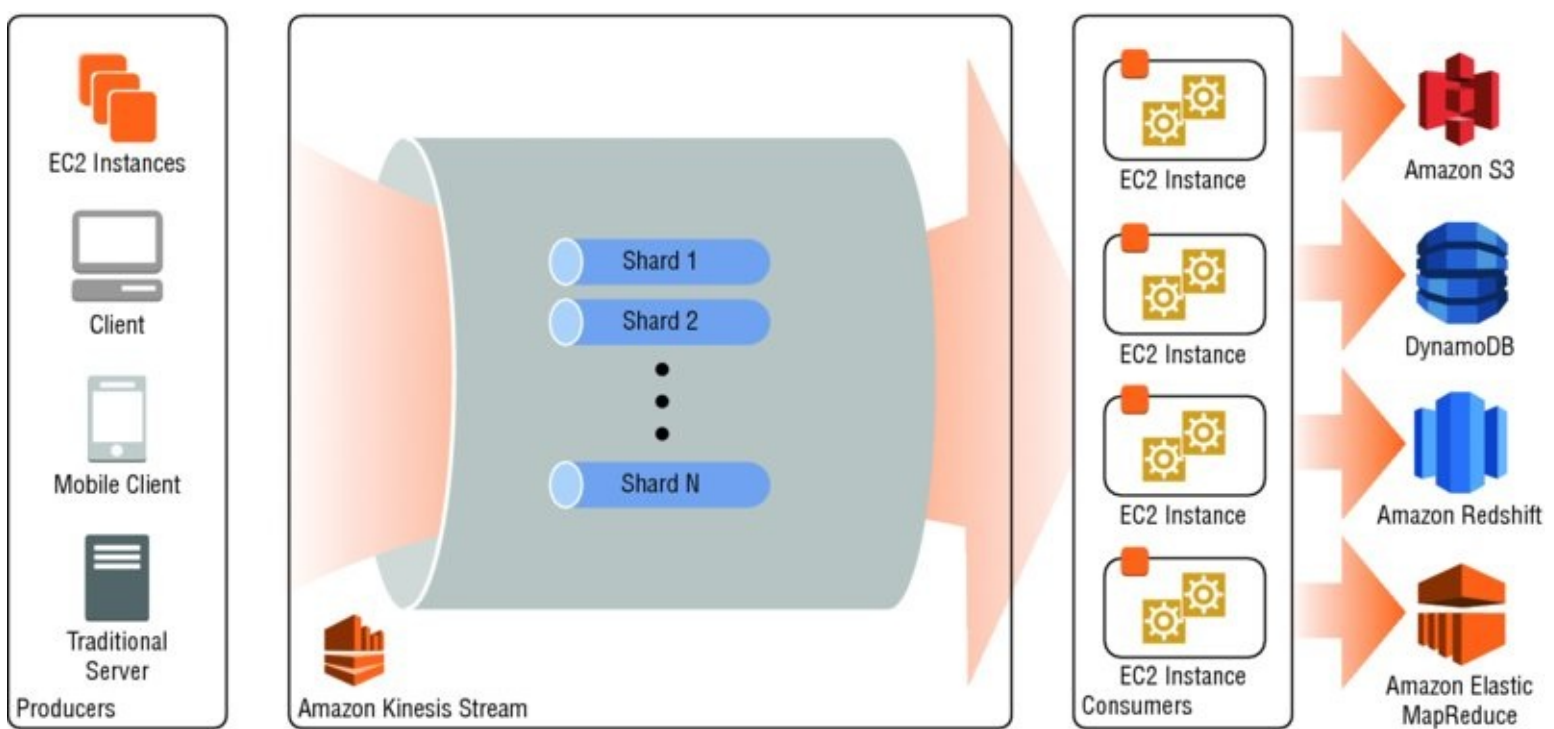 EC2 Instances
Client
Mobile Client
Traditional
Server
Producers
Shard 1
Shard 2
Shard N
Amazon Kinesis Stream
EC2 Instance
EC2 Instance
EC2 Instance
EC2 Instance
Consumers
Amazon S3
DynamoDB
Amazon Redshift
Amazon Elastic
MapReduce